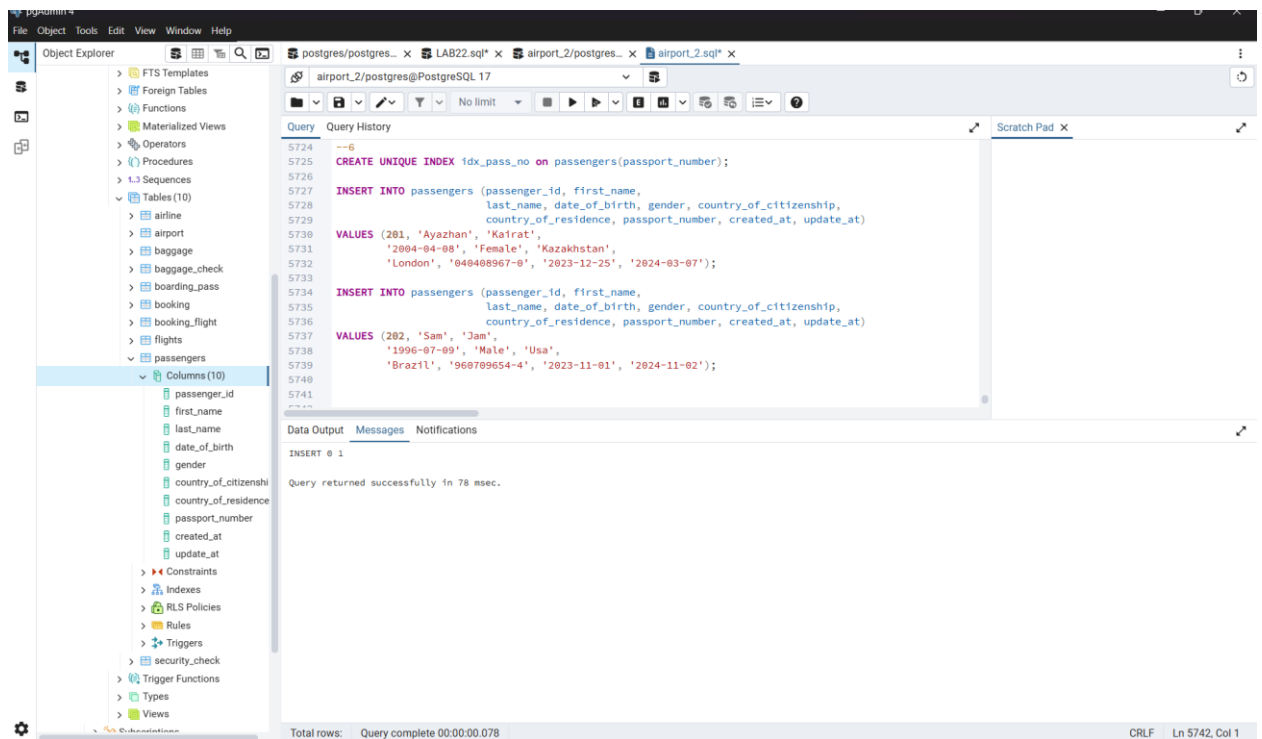 pgAdmin 4
File Object Tools Edit View Window Help
Object Explorer
postgres/postgres... LAB22.sql* airport_2/postgres... airport_2.sql*
FTS Templates
Foreign Tables
Functions
Materialized Views
Operators
Procedures
1..3 Sequences
Tables (10)
airline
airport
baggage
baggage_check
boarding_pass
booking
booking_flight
flights
passengers
Columns (10)
passenger_id
first_name
last_name
date_of_birth
gender
country_of_citizenshi
country_of_residence
passport_number
created_at
update_at
Constraints
Indexes
RLS Policies
Rules
Triggers
security_check
Trigger Functions
Types
Views
Subscriptions
airport_2/postgres@PostgreSQL 17
No limit
E
Query Query History
Scratch Pad
5724 --6
5725 CREATE UNIQUE INDEX idx_pass_no on passengers(passport_number);
5726
5727 INSERT INTO passengers (passenger_id, first_name,
5728 last_name, date_of_birth, gender, country_of_citizenship,
5729 country_of_residence, passport_number, created_at, update_at)
5730 VALUES (201, 'Ayazhan', 'Kairat',
5731 '2004-04-08', 'Female', 'Kazakhstan',
5732 'London', '040408967-0', '2023-12-25', '2024-03-07');
5733
5734 INSERT INTO passengers (passenger_id, first_name,
5735 last_name, date_of_birth, gender, country_of_citizenship,
5736 country_of_residence, passport_number, created_at, update_at)
5737 VALUES (202, 'Sam', 'Jam',
5738 '1996-07-09', 'Male', 'Usa',
5739 'Brazil', '960709654-4', '2023-11-01', '2024-11-02');
5740
5741
5742
Data Output Messages Notifications
INSERT 0 1
Query returned successfully in 78 msec.
Total rows: Query complete 00:00:00.078
CRLF Ln 5742, Col 1